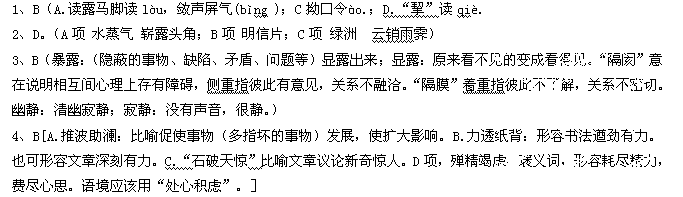 1、B（A.读露马脚读 lòu，敛声屏气(bìng )；C 拗口令ào.；D.“挈”读 qiè.
2、D。（A 项 水蒸气 崭露头角；B 项 明信片；C 项 绿洲 云销雨霁）
3、B（暴露：(隐蔽的事物、缺陷、矛盾、问题等）显露出来；显露：原来看不见的变成看得见。“隔阂”意
在说明相互间心理上存有障碍，侧重指彼此有意见，关系不融洽。“隔膜”着重指彼此不了解，关系不密切。
幽静：清幽寂静；寂静：没有声音，很静。）
4、B[A.推波助澜：比喻促使事物（多指坏的事物）发展，使扩大影响。B.力透纸背：形容书法遒劲有力。
也可形容文章深刻有力。C.“石破天惊”比喻文章议论新奇惊人。D 项，殚精竭虑 褒义词，形容耗尽精力，
费尽心思。语境应该用“处心积虑”。]